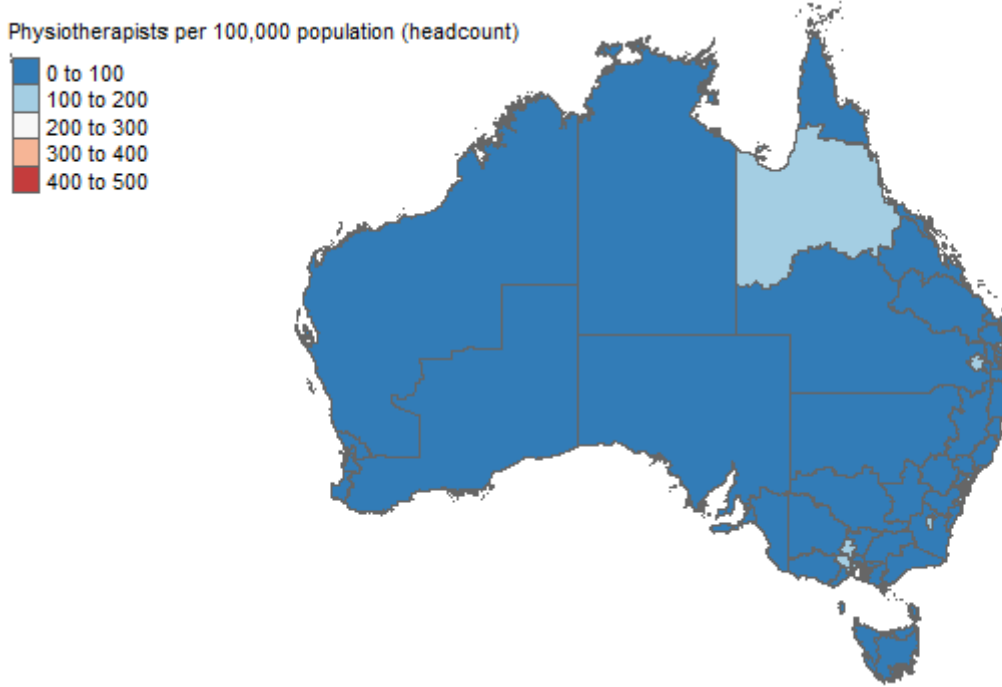 Physiotherapists per 100,000 population (headcount)
0 to 100
100 to 200
200 to 300
300 to 400
400 to 500